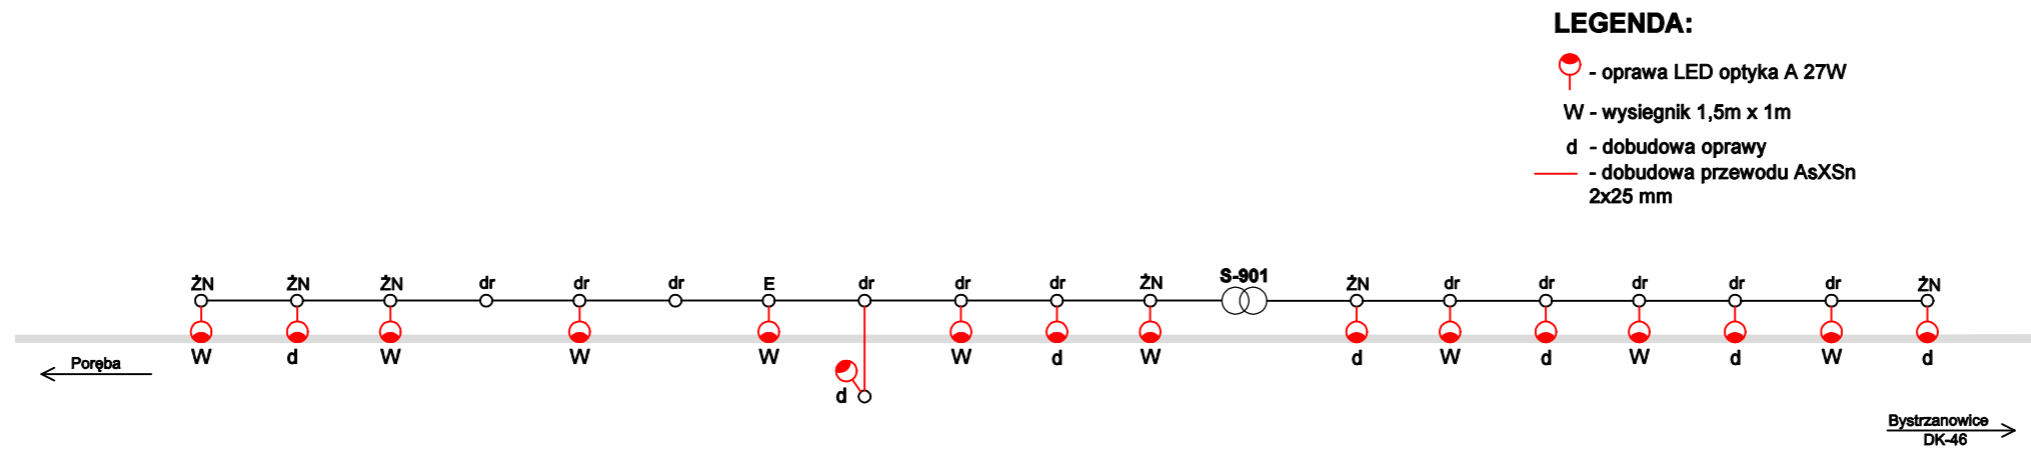 LEGENDA:
- oprawa LED optyka A 27W
W - wysiegnik 1,5m x 1m
d - dobudowa oprawy
- dobudowa przewodu AsXSn
2x25 mm
ŻN ŻN ŻN dr dr dr E dr dr dr ŻN S-901 ŻN dr dr dr dr dr ŻN
W d W W W W d W d W d W d W d
Poręba
d
Bystrzanowice
DK-46